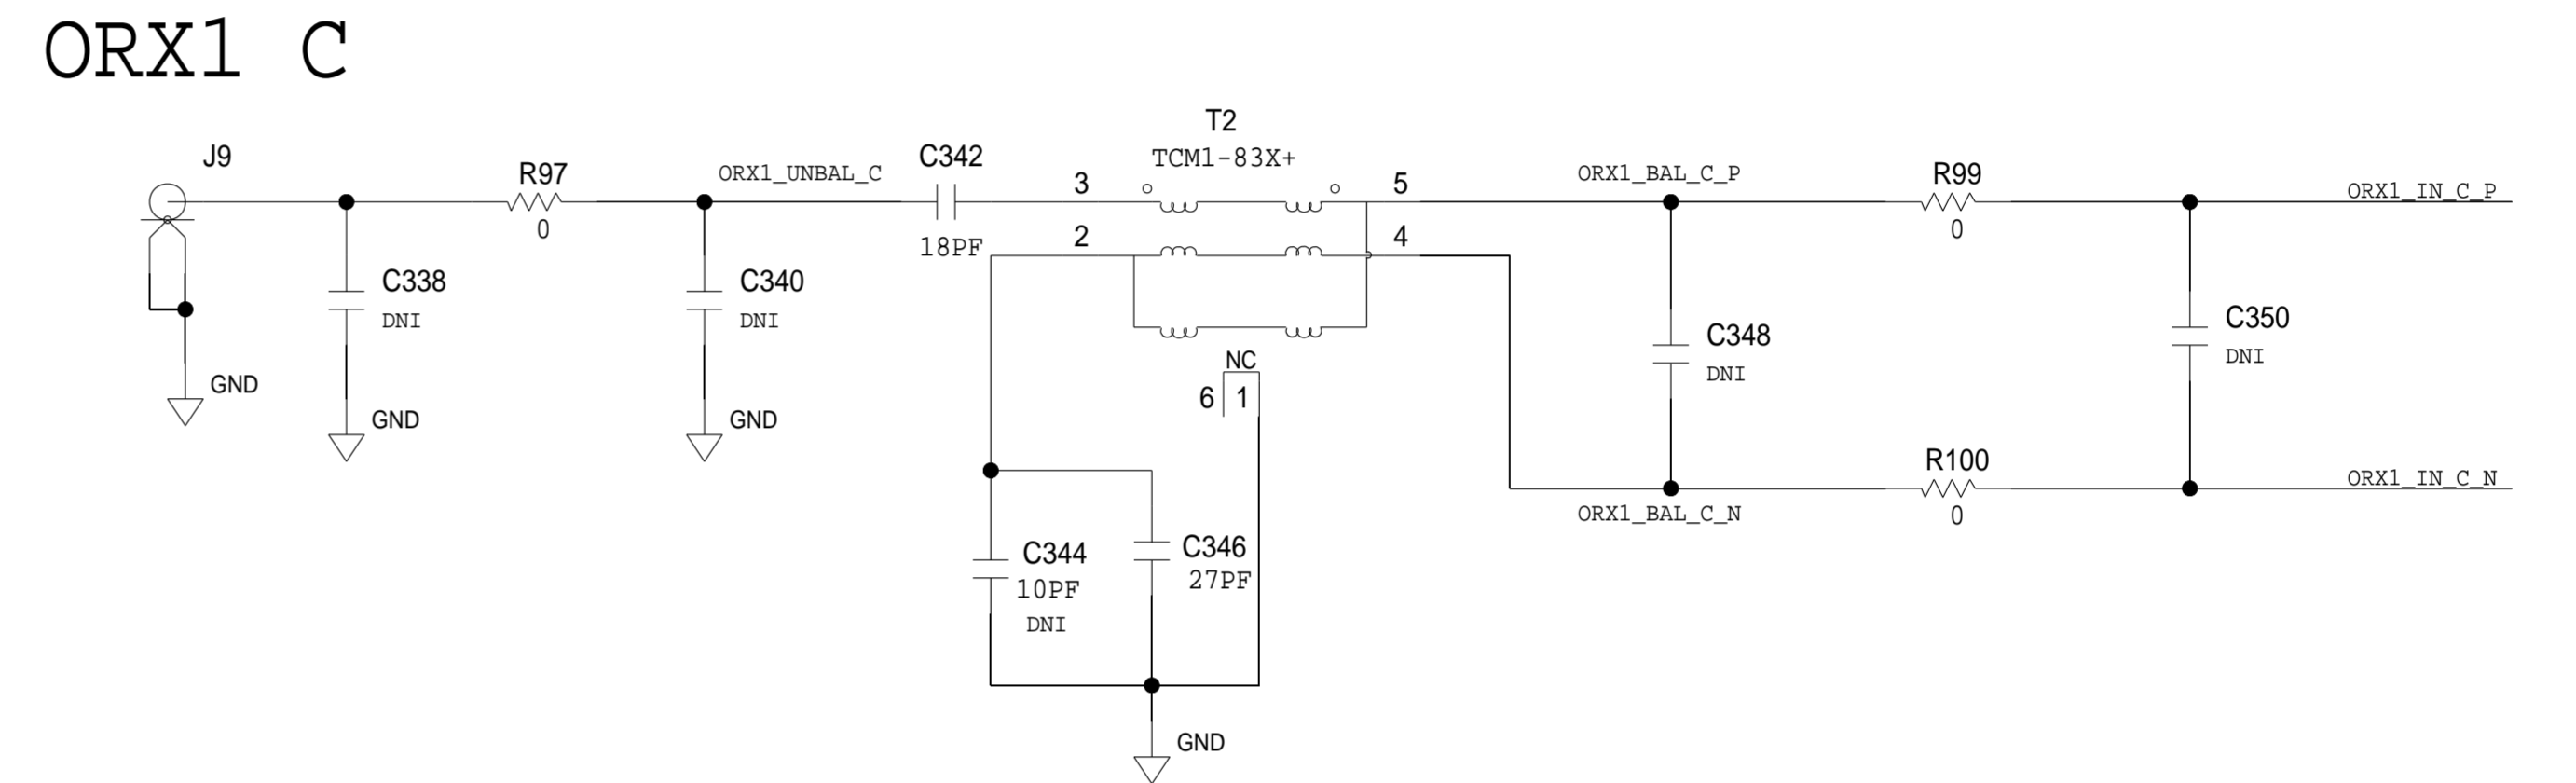 ORX1 C
J9
R97
0
ORX1_UNBAL_C
C342
18PF
T2
TCM1-83X+
3
5
2
4
ORX1_BAL_C_P
R99
0
ORX1_IN_C_P
C338
DNI
GND
GND
C340
DNI
GND
NC
6
1
C348
DNI
C350
DNI
R100
0
ORX1_BAL_C_N
ORX1_IN_C_N
C344
10PF
DNI
C346
27PF
GND